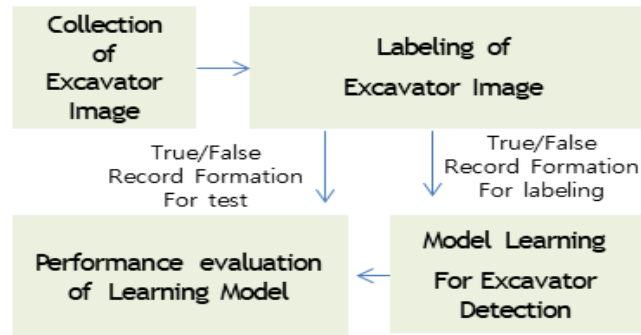 Collection
of
Excavator
Image
Labeling of
Excavator Image
True/False
Record Formation
For test
True/False
Record Formation
For labeling
Performance evaluation
of Learning Model
Model Learning
For Excavator
Detection